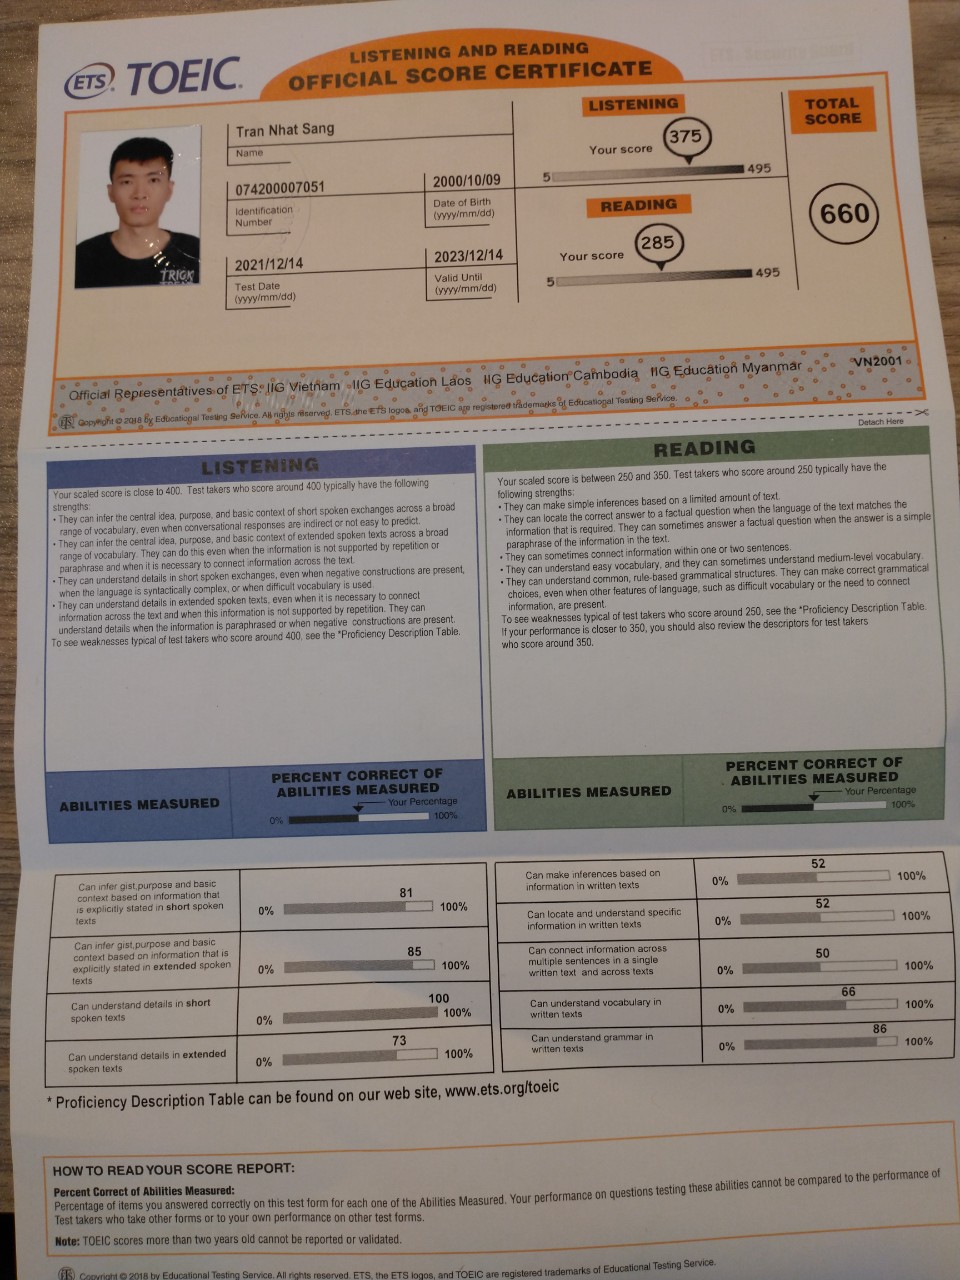 ETS. TOEIC.
LISTENING AND READING
OFFICIAL SCORE CERTIFICATE
Tran Nhat Sang
Name
074200007051
Identification
Number
2000/10/09
Date of Birth
(yyyy/mm/dd)
2021/12/14
Test Date
(yyyy/mm/dd)
2023/12/14
Valid Until
(yyyy/mm/dd)
TRICK
LISTENING
Your score 375
5 495
READING
Your score 285
5 495
TOTAL
SCORE
660
Official Representatives of ETS: IIG Vietnam IIG Education Laos IIG Education Cambodia IIG Education Myanmar VN2001
ETS Copyright © 2018 by Educational Testing Service. All rights reserved. ETS, the ETS logos, and TOEIC are registered trademarks of Educational Testing Service.
Detach Here
LISTENING
Your scaled score is close to 400. Test takers who score around 400 typically have the following
strengths:
• They can infer the central idea, purpose, and basic context of short spoken exchanges across a broad
range of vocabulary, even when conversational responses are indirect or not easy to predict.
• They can infer the central idea, purpose, and basic context of extended spoken texts across a broad
range of vocabulary. They can do this even when the information is not supported by repetition or
paraphrase and when it is necessary to connect information across the text.
• They can understand details in short spoken exchanges, even when negative constructions are present,
when the language is syntactically complex, or when difficult vocabulary is used.
• They can understand details in extended spoken texts, even when it is necessary to connect
information across the text and when this information is not supported by repetition. They can
understand details when the information is paraphrased or when negative constructions are present.
To see weaknesses typical of test takers who score around 400, see the *Proficiency Description Table.
READING
Your scaled score is between 250 and 350. Test takers who score around 250 typically have the
following strengths:
• They can make simple inferences based on a limited amount of text.
• They can locate the correct answer to a factual question when the language of the text matches the
information that is required. They can sometimes answer a factual question when the answer is a simple
paraphrase of the information in the text.
• They can sometimes connect information within one or two sentences.
• They can understand easy vocabulary, and they can sometimes understand medium-level vocabulary.
• They can understand common, rule-based grammatical structures. They can make correct grammatical
choices, even when other features of language, such as difficult vocabulary or the need to connect
information, are present.
To see weaknesses typical of test takers who score around 250, see the *Proficiency Description Table.
If your performance is closer to 350, you should also review the descriptors for test takers
who score around 350.
ABILITIES MEASURED
PERCENT CORRECT OF
ABILITIES MEASURED
Your Percentage
0% 100%
ABILITIES MEASURED
PERCENT CORRECT OF
ABILITIES MEASURED
Your Percentage
0% 100%
Can infer gist,purpose and basic
context based on information that
is explicitly stated in short spoken
texts
81
0% 100%
Can infer gist,purpose and basic
context based on information that is
explicitly stated in extended spoken
texts
85
0% 100%
Can understand details in short
spoken texts
100
0% 100%
Can understand details in extended
spoken texts
73
0% 100%
Can make inferences based on
information in written texts
52
0% 100%
Can locate and understand specific
information in written texts
52
0% 100%
Can connect information across
multiple sentences in a single
written text and across texts
50
0% 100%
Can understand vocabulary in
written texts
66
0% 100%
Can understand grammar in
written texts
86
0% 100%
* Proficiency Description Table can be found on our web site, www.ets.org/toeic
HOW TO READ YOUR SCORE REPORT:
Percent Correct of Abilities Measured:
Percentage of items you answered correctly on this test form for each one of the Abilities Measured. Your performance on questions testing these abilities cannot be compared to the performance of
Test takers who take other forms or to your own performance on other test forms.
Note: TOEIC scores more than two years old cannot be reported or validated.
ETS Copyright © 2018 by Educational Testing Service. All rights reserved. ETS, the ETS logos, and TOEIC are registered trademarks of Educational Testing Service.